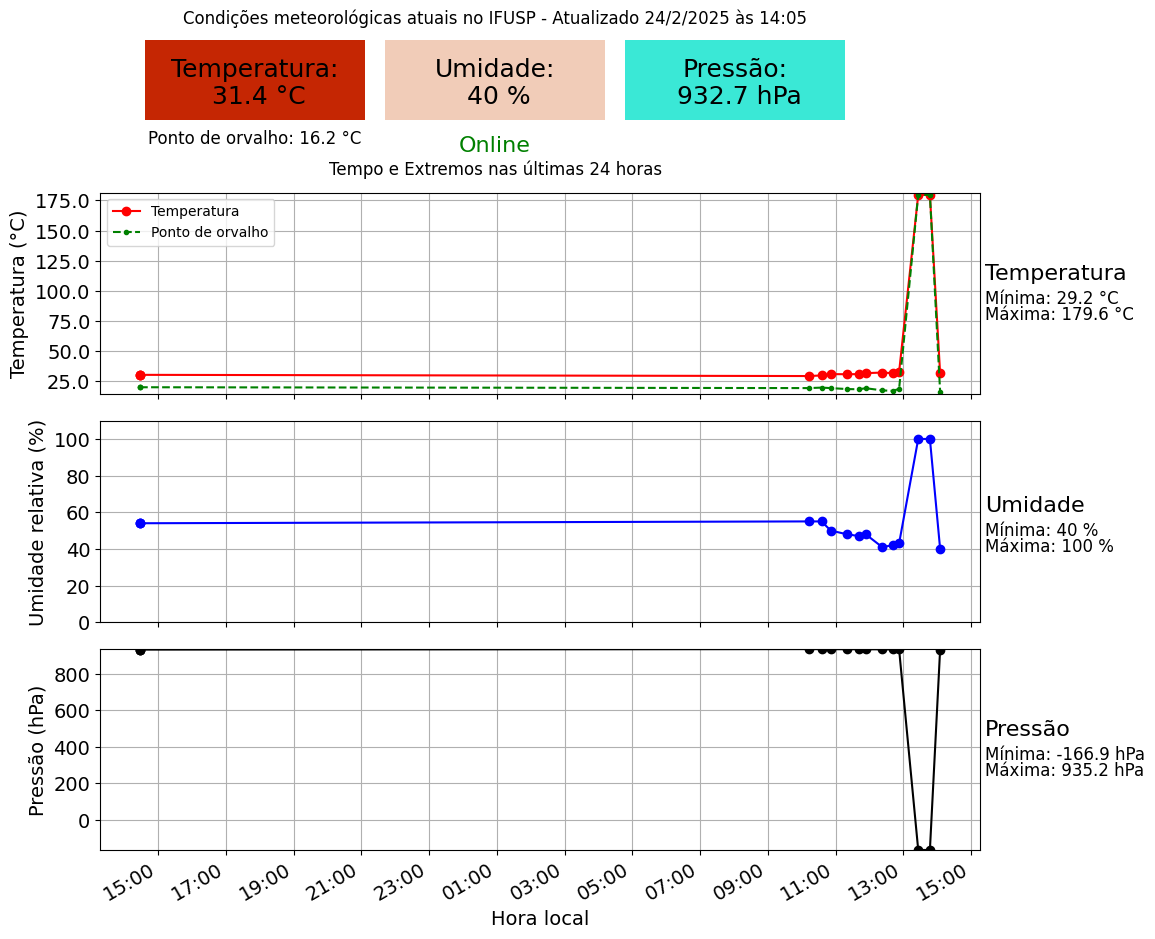 Condições meteorológicas atuais no IFUSP - Atualizado 24/2/2025 às 14:05
Temperatura:
31.4 °C
Umidade:
40 %
Pressão:
932.7 hPa
Ponto de orvalho: 16.2 °C
Online
Tempo e Extremos nas últimas 24 horas
Temperatura (°C)
175.0
150.0
125.0
100.0
75.0
50.0
25.0
Temperatura
Ponto de orvalho
Temperatura
Mínima: 29.2 °C
Máxima: 179.6 °C
Umidade relativa (%)
100
80
60
40
20
0
Umidade
Mínima: 40 %
Máxima: 100 %
Pressão (hPa)
800
600
400
200
0
Pressão
Mínima: -166.9 hPa
Máxima: 935.2 hPa
15:00 17:00 19:00 21:00 23:00 01:00 03:00 05:00 07:00 09:00 11:00 13:00 15:00
Hora local